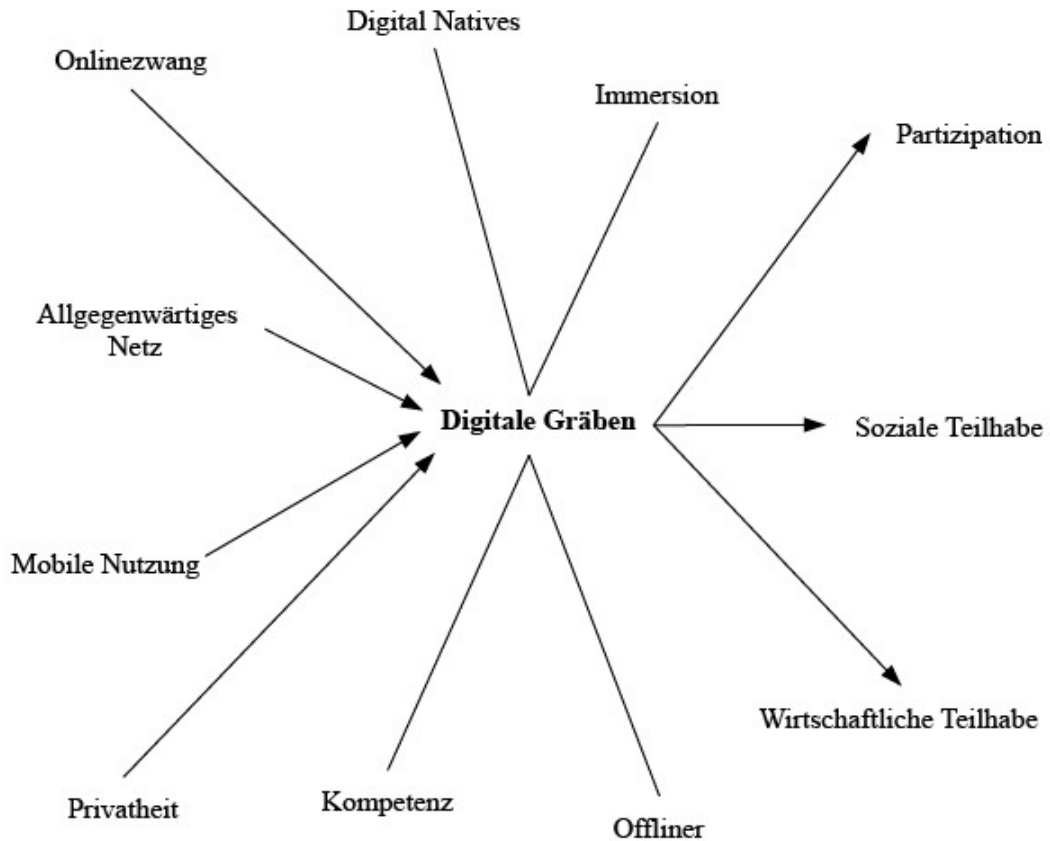 Digital Natives
Onlinezwang
Immersion
Partizipation
Allgegenwärtiges
Netz
Digitale Gräben
Soziale Teilhabe
Mobile Nutzung
Wirtschaftliche Teilhabe
Privatheit
Kompetenz
Offliner